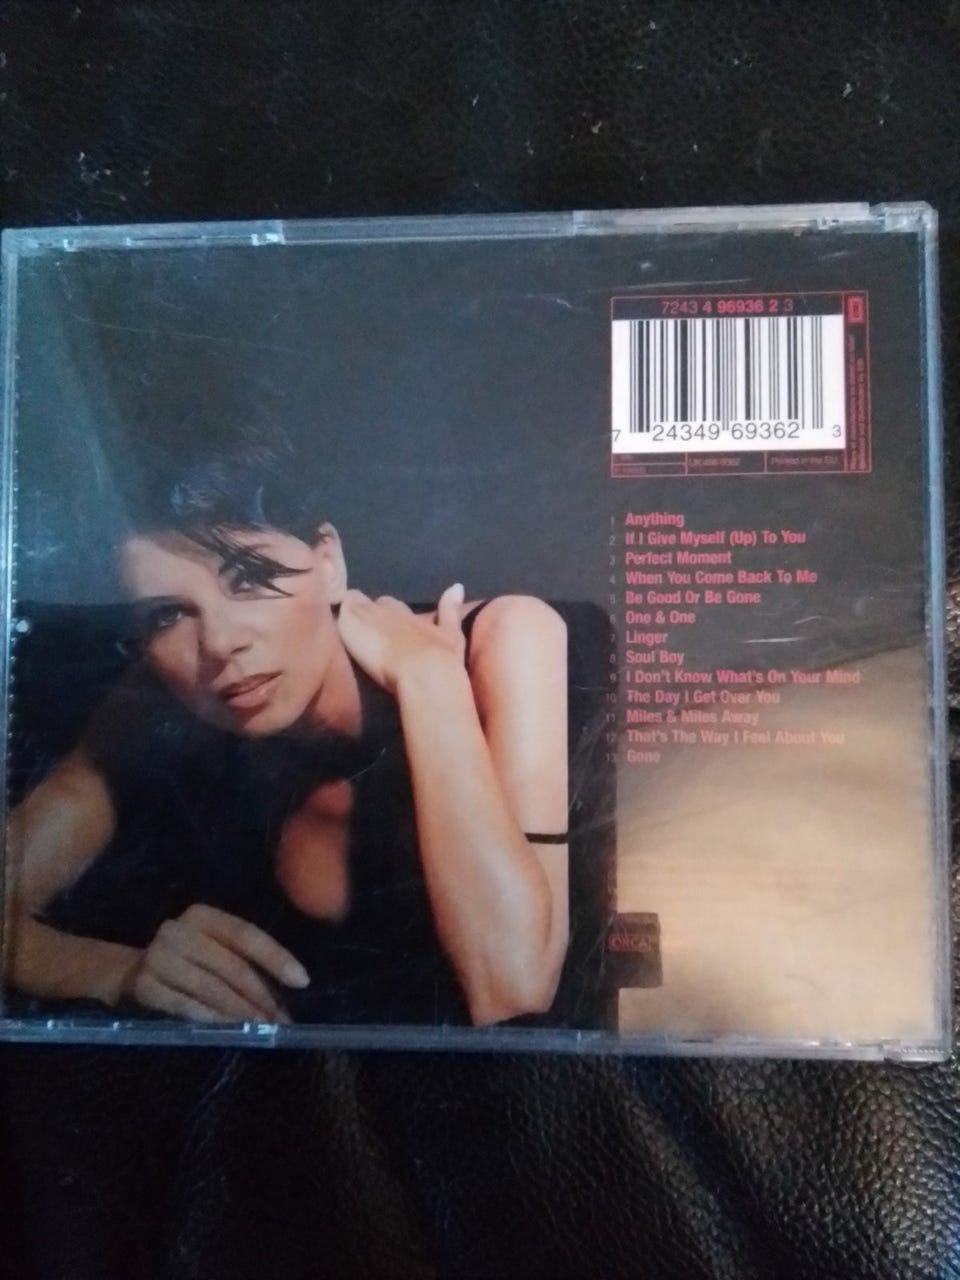 7243 4 96936 2 3
7 24349 69362 3
Printed in the EU
1 Anything
2 If I Give Myself (Up) To You
3 Perfect Moment
4 When You Come Back To Me
5 Be Good Or Be Gone
6 One & One
7 Linger
8 Soul Boy
9 I Don't Know What's On Your Mind
10 The Day I Get Over You
11 Miles & Miles Away
12 That's The Way I Feel About You
13 Gone